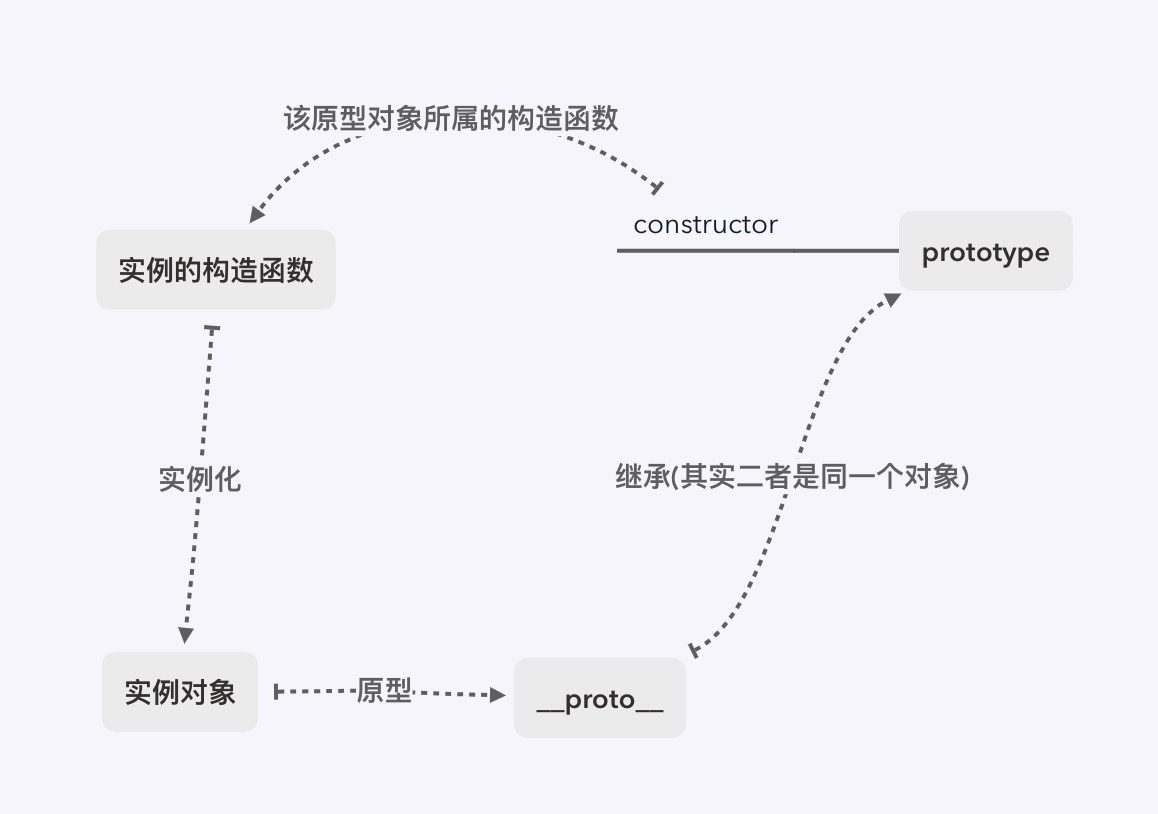 该原型对象所属的构造函数
constructor
prototype
实例的构造函数
实例化
继承(其实二者是同一个对象)
实例对象
原型
__proto__